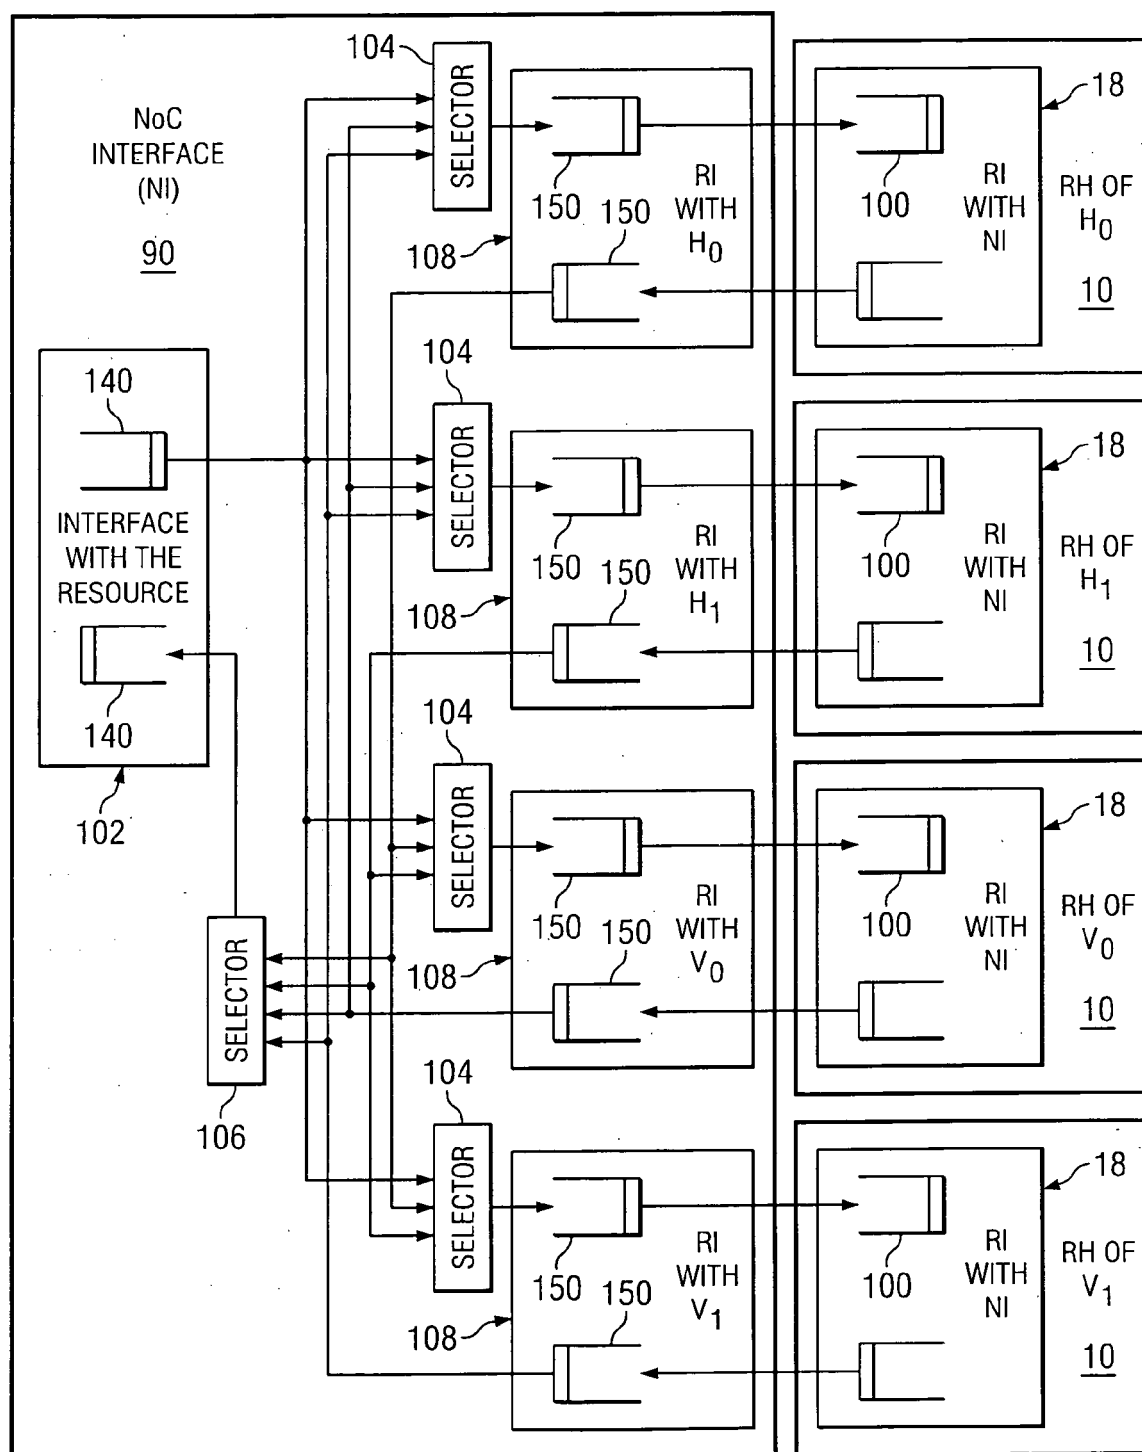 NoC
INTERFACE
(NI)
90
104
SELECTOR
150
150
108
RI
WITH
H0
100
RI
WITH
NI
18
RH OF
H0
10
140
INTERFACE
WITH THE
RESOURCE
140
102
104
SELECTOR
150
150
108
RI
WITH
H1
100
RI
WITH
NI
18
RH OF
H1
10
104
SELECTOR
150
150
108
RI
WITH
V0
100
RI
WITH
NI
18
RH OF
V0
10
SELECTOR
106
104
SELECTOR
150
150
108
RI
WITH
V1
100
RI
WITH
NI
18
RH OF
V1
10